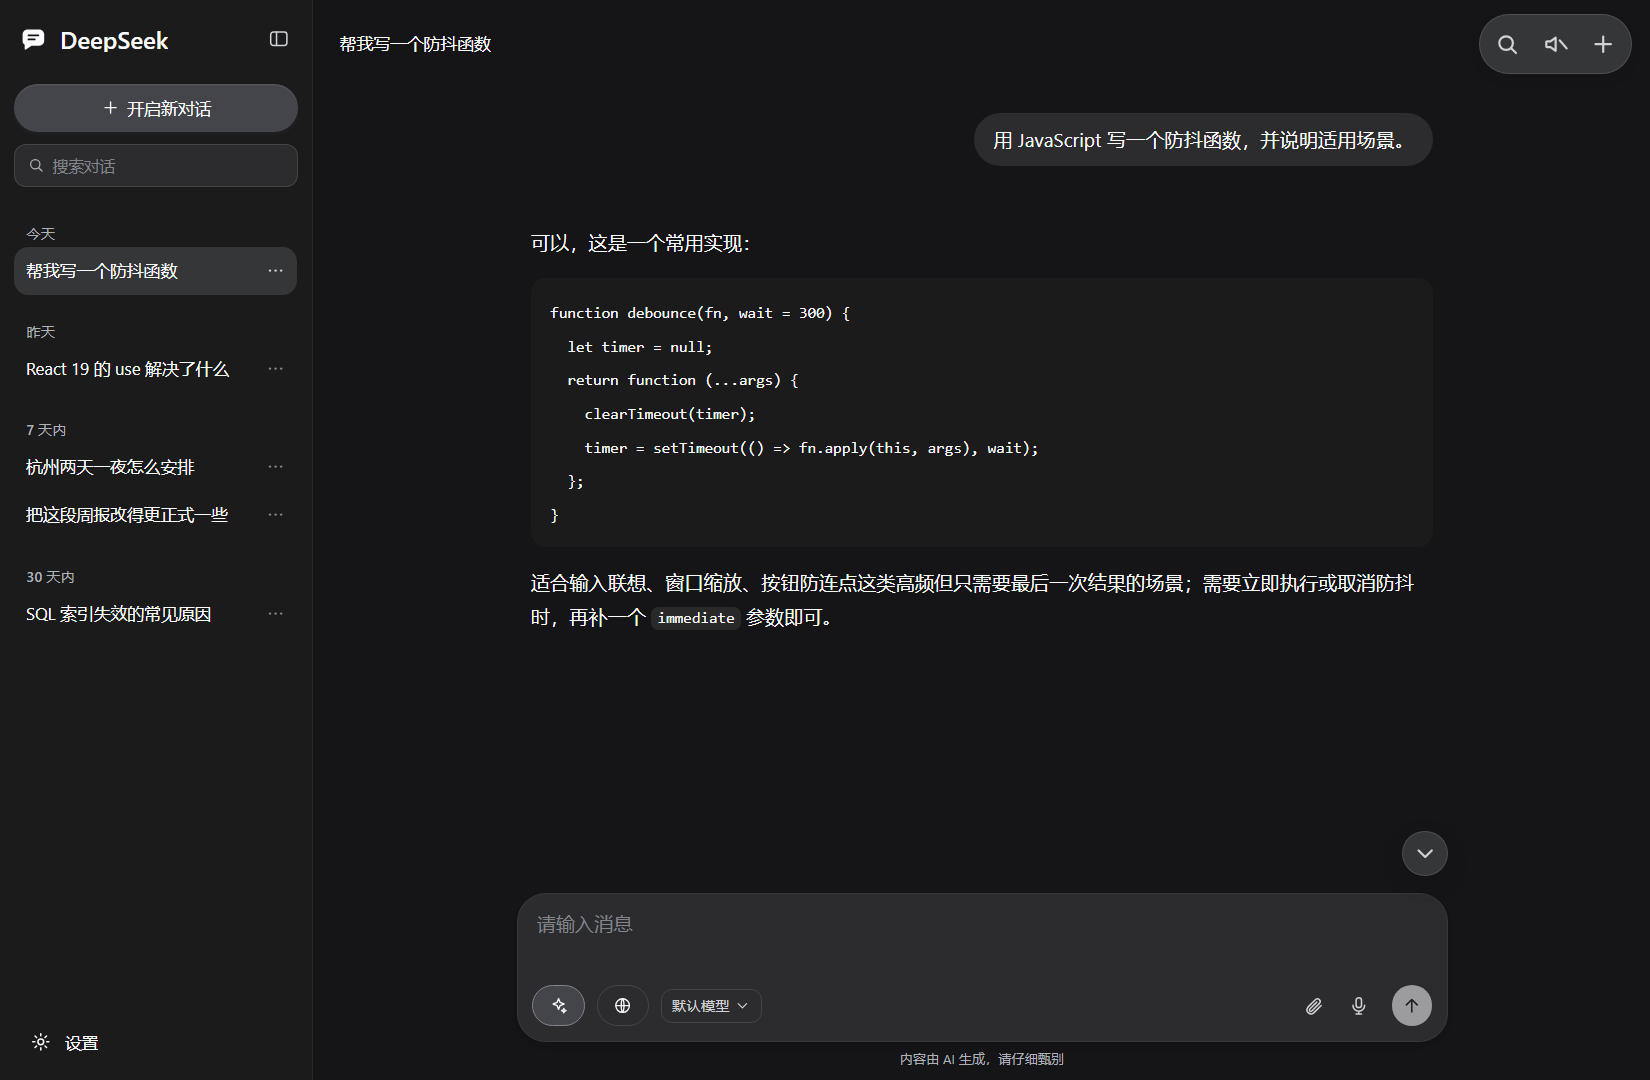 DeepSeek
开启新对话
搜索对话
今天
帮我写一个防抖函数
昨天
React 19 的 use 解决了什么
7 天内
杭州两天一夜怎么安排
把这段周报改得更正式一些
30 天内
SQL 索引失效的常见原因
设置
帮我写一个防抖函数
用 JavaScript 写一个防抖函数，并说明适用场景。
可以，这是一个常用实现：
function debounce(fn, wait = 300) {
  let timer = null;
  return function (...args) {
    clearTimeout(timer);
    timer = setTimeout(() => fn.apply(this, args), wait);
  };
}
适合输入联想、窗口缩放、按钮防连点这类高频但只需要最后一次结果的场景；需要立即执行或取消防抖
时，再补一个 immediate 参数即可。
请输入消息
默认模型
内容由 AI 生成，请仔细甄别